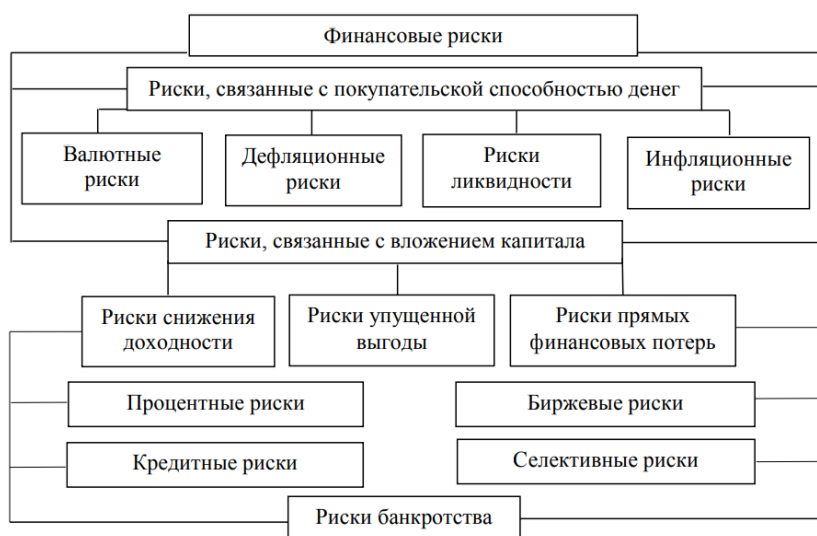 Финансовые риски
Риски, связанные с покупательской способностью денег
Валютные
риски
Дефляционные
риски
Риски
ликвидности
Инфляционные
риски
Риски, связанные с вложением капитала
Риски снижения
доходности
Риски упущенной
выгоды
Риски прямых
финансовых потерь
Процентные риски
Биржевые риски
Кредитные риски
Селективные риски
Риски банкротства